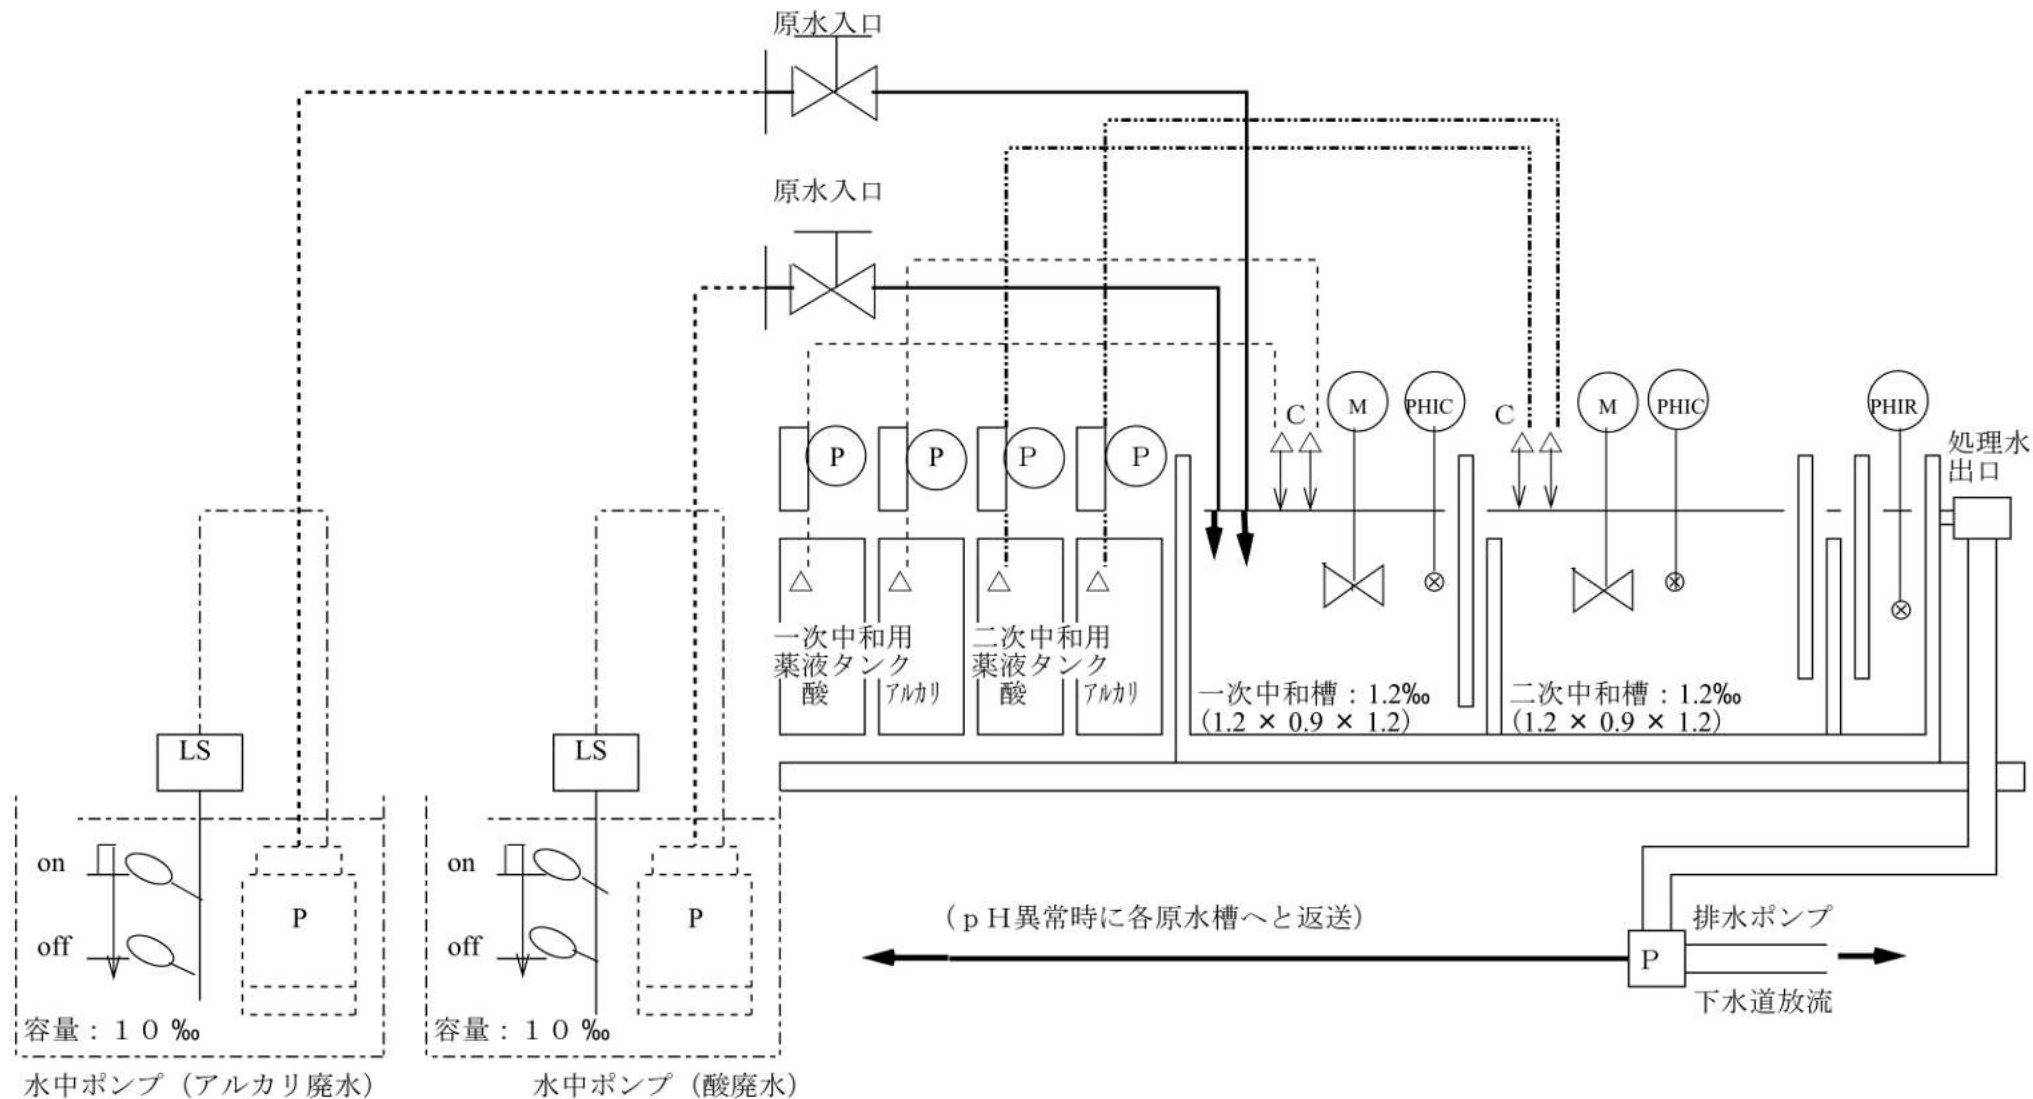 原水入口
原水入口
C
M
PHIC
C
M
PHIC
PHIR
処理水
出口
P
P
P
P
一次中和用
薬液タンク
酸
アルカリ
二次中和用
薬液タンク
酸
アルカリ
一次中和槽：1.2‰
(1.2 × 0.9 × 1.2)
二次中和槽：1.2‰
(1.2 × 0.9 × 1.2)
LS
LS
on
off
P
on
off
P
（ｐＨ異常時に各原水槽へと返送）
排水ポンプ
P
下水道放流
容量：１０‰
容量：１０‰
水中ポンプ（アルカリ廃水）
水中ポンプ（酸廃水）